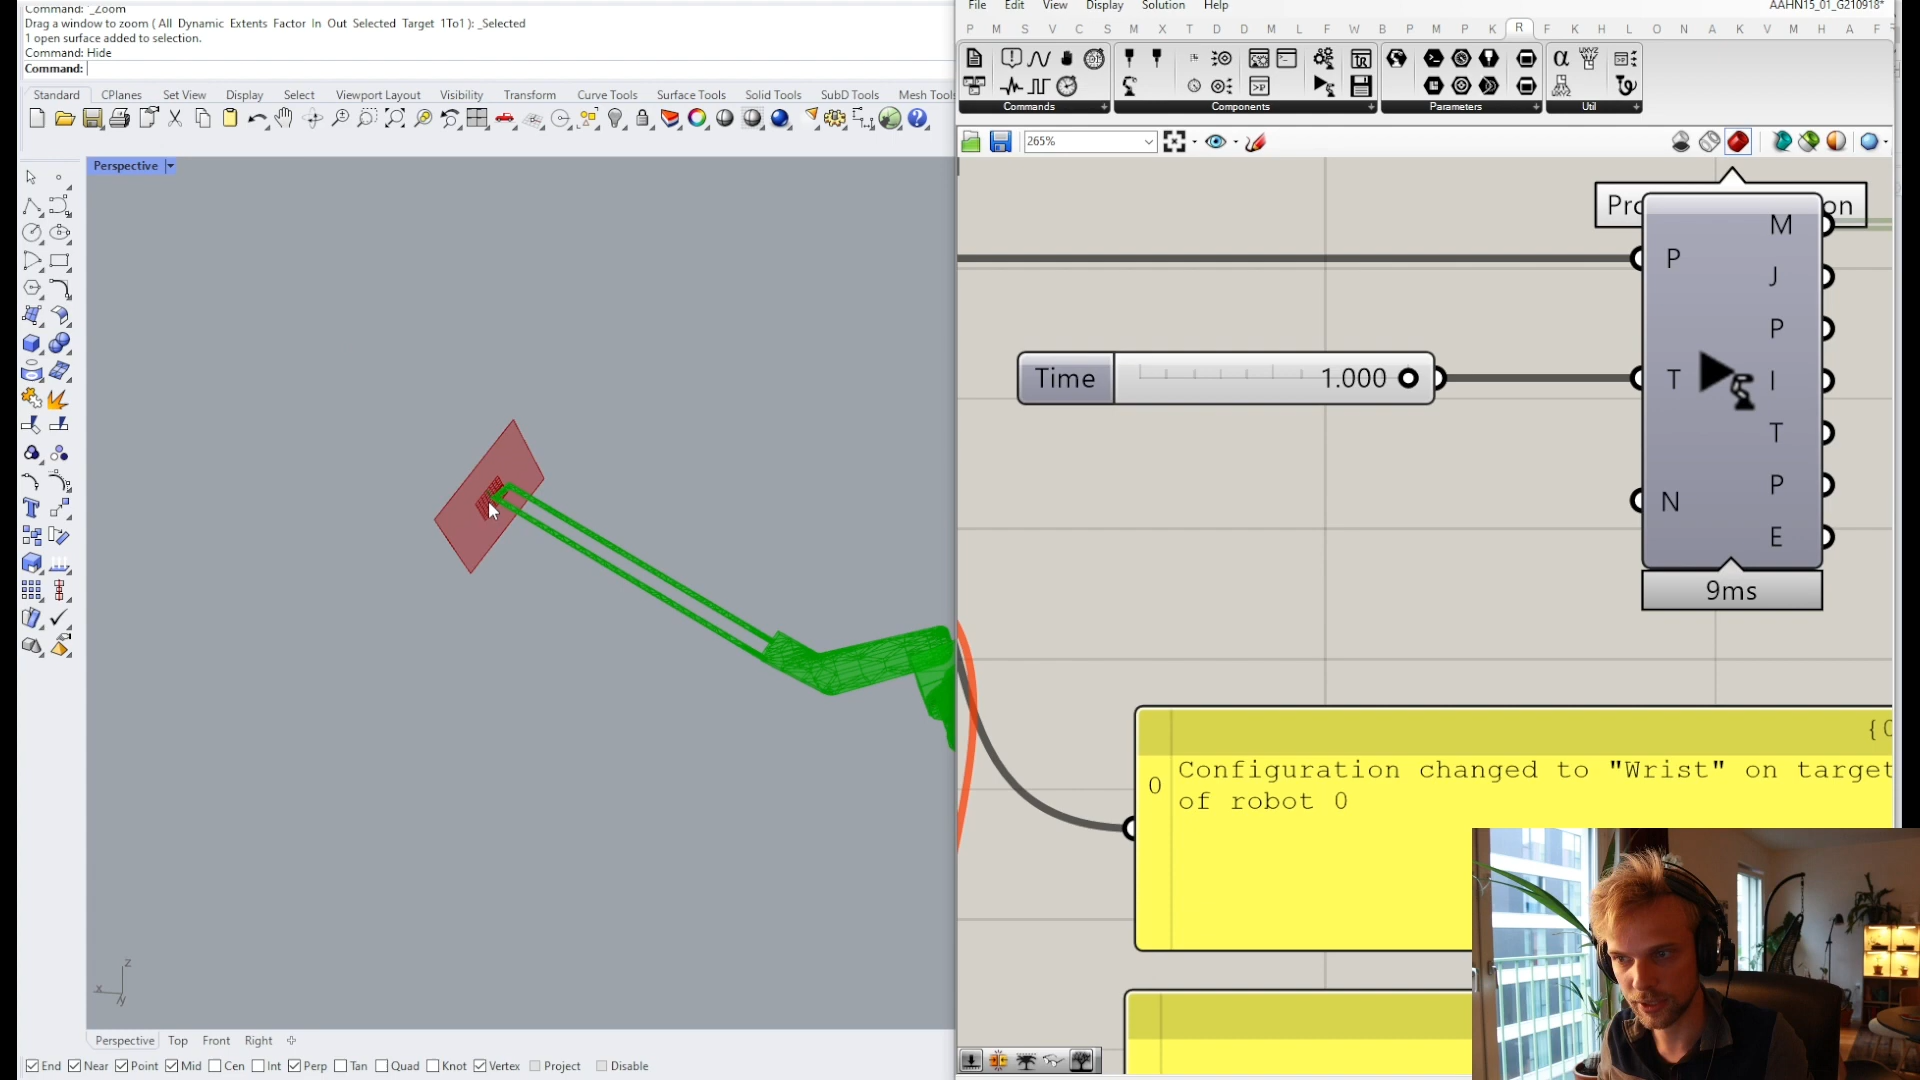 Command: '_Zoom
Drag a window to zoom ( All  Dynamic  Extents  Factor  In  Out  Selected  Target  1To1 ): _Selected
1 open surface added to selection.
Command: Hide
Command:
Standard CPlanes Set View Display Select Viewport Layout Visibility Transform Curve Tools Surface Tools Solid Tools SubD Tools Mesh Tools
Perspective
z
x
y
Perspective Top Front Right
End Near Point Mid Cen Int Perp Tan Quad Knot Vertex Project Disable
File Edit View Display Solution Help
AAHN15_01_G210918*
P M S V C S M X T D D M L F W B P M P K R F K H L O N A K V M H A F
Commands Components Parameters Util
265%
Pro
on
M
P
J
P
Time 1.000
T
I
T
N
P
E
9ms
{0
0
Configuration changed to "Wrist" on target
of robot 0